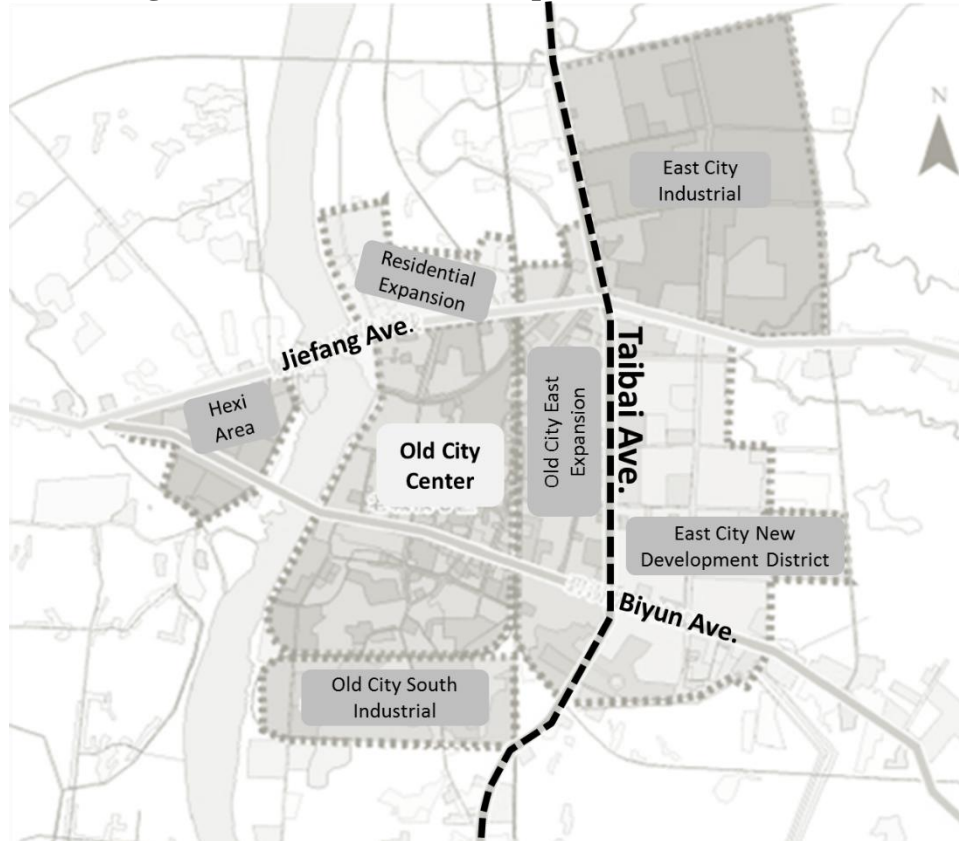 N
East City
Industrial
Residential
Expansion
Jiefang Ave.
Taibai Ave.
Hexi
Area
Old City
Center
Old City East
Expansion
East City New
Development District
Biyun Ave.
Old City South
Industrial